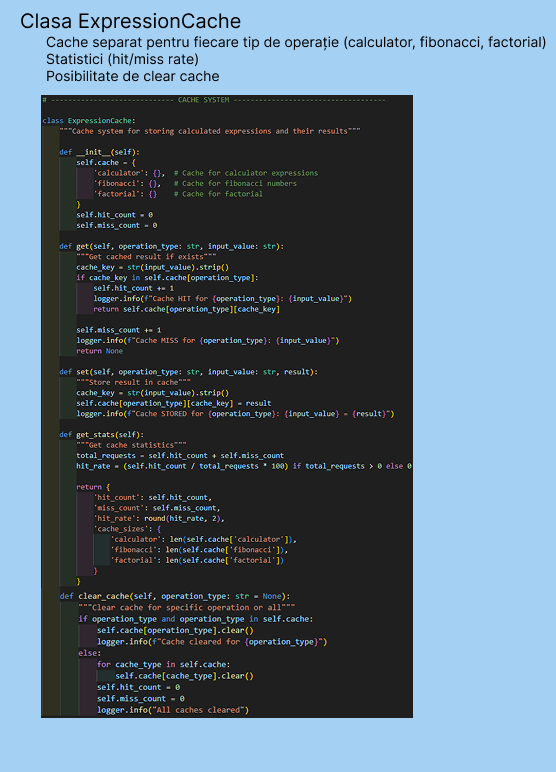 Clasa ExpressionCache
Cache separat pentru fiecare tip de operație (calculator, fibonacci, factorial)
Statistici (hit/miss rate)
Posibilitate de clear cache
# ---------------------------- CACHE SYSTEM -----------------------------------
class ExpressionCache:
    """Cache system for storing calculated expressions and their results"""
    def __init__(self):
        self.cache = {
            'calculator': {},  # Cache for calculator expressions
            'fibonacci': {},   # Cache for fibonacci numbers
            'factorial': {}    # Cache for factorial
        }
        self.hit_count = 0
        self.miss_count = 0
    def get(self, operation_type: str, input_value: str):
        """Get cached result if exists"""
        cache_key = str(input_value).strip()
        if cache_key in self.cache[operation_type]:
            self.hit_count += 1
            logger.info(f"Cache HIT for {operation_type}: {input_value}")
            return self.cache[operation_type][cache_key]
        self.miss_count += 1
        logger.info(f"Cache MISS for {operation_type}: {input_value}")
        return None
    def set(self, operation_type: str, input_value: str, result):
        """Store result in cache"""
        cache_key = str(input_value).strip()
        self.cache[operation_type][cache_key] = result
        logger.info(f"Cache STORED for {operation_type}: {input_value} = {result}")
    def get_stats(self):
        """Get cache statistics"""
        total_requests = self.hit_count + self.miss_count
        hit_rate = (self.hit_count / total_requests * 100) if total_requests > 0 else 0
        return {
            'hit_count': self.hit_count,
            'miss_count': self.miss_count,
            'hit_rate': round(hit_rate, 2),
            'cache_sizes': {
                'calculator': len(self.cache['calculator']),
                'fibonacci': len(self.cache['fibonacci']),
                'factorial': len(self.cache['factorial'])
            }
        }
    def clear_cache(self, operation_type: str = None):
        """Clear cache for specific operation or all"""
        if operation_type and operation_type in self.cache:
            self.cache[operation_type].clear()
            logger.info(f"Cache cleared for {operation_type}")
        else:
            for cache_type in self.cache:
                self.cache[cache_type].clear()
            self.hit_count = 0
            self.miss_count = 0
            logger.info("All caches cleared")